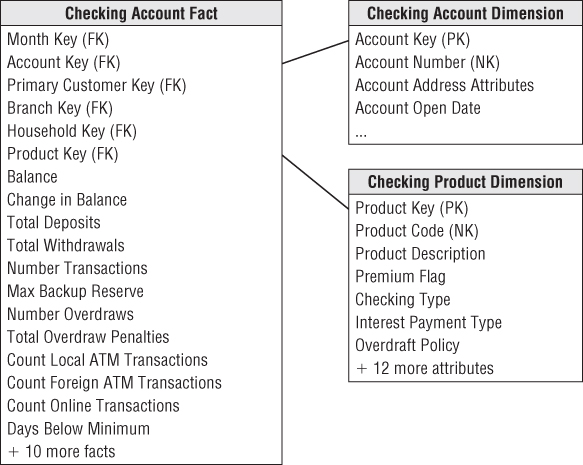 Checking Account Fact
Month Key (FK)
Account Key (FK)
Primary Customer Key (FK)
Branch Key (FK)
Household Key (FK)
Product Key (FK)
Balance
Change in Balance
Total Deposits
Total Withdrawals
Number Transactions
Max Backup Reserve
Number Overdraws
Total Overdraw Penalties
Count Local ATM Transactions
Count Foreign ATM Transactions
Count Online Transactions
Days Below Minimum
+ 10 more facts
Checking Account Dimension
Account Key (PK)
Account Number (NK)
Account Address Attributes
Account Open Date
...
Checking Product Dimension
Product Key (PK)
Product Code (NK)
Product Description
Premium Flag
Checking Type
Interest Payment Type
Overdraft Policy
+ 12 more attributes